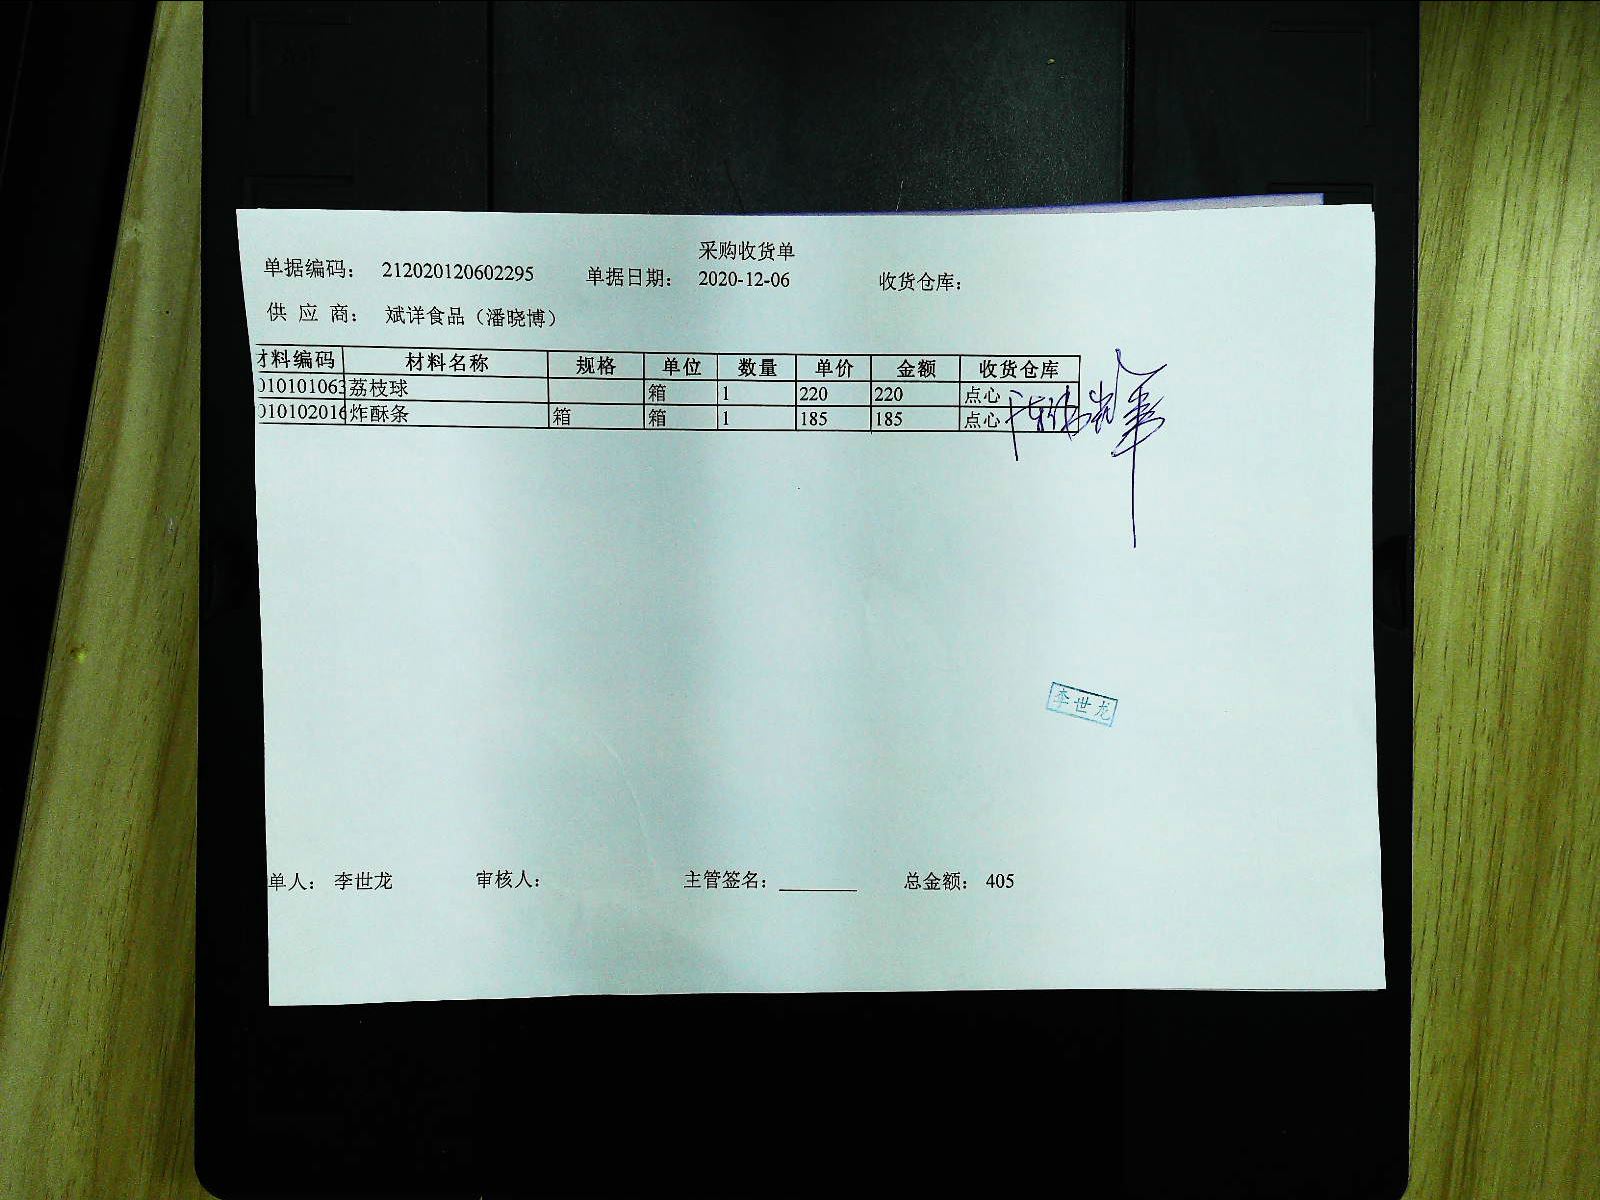 采购收货单
单据编码： 212020120602295 单据日期： 2020-12-06 收货仓库：
供 应 商： 斌洋食品（潘晓博）
材料编码 材料名称 规格 单位 数量 单价 金额 收货仓库
010101063 荔枝球 箱 1 220 220 点心
010102016 炸酥条 箱 箱 1 185 185 点心
李世龙
单人： 李世龙 审核人： 主管签名： 总金额： 405